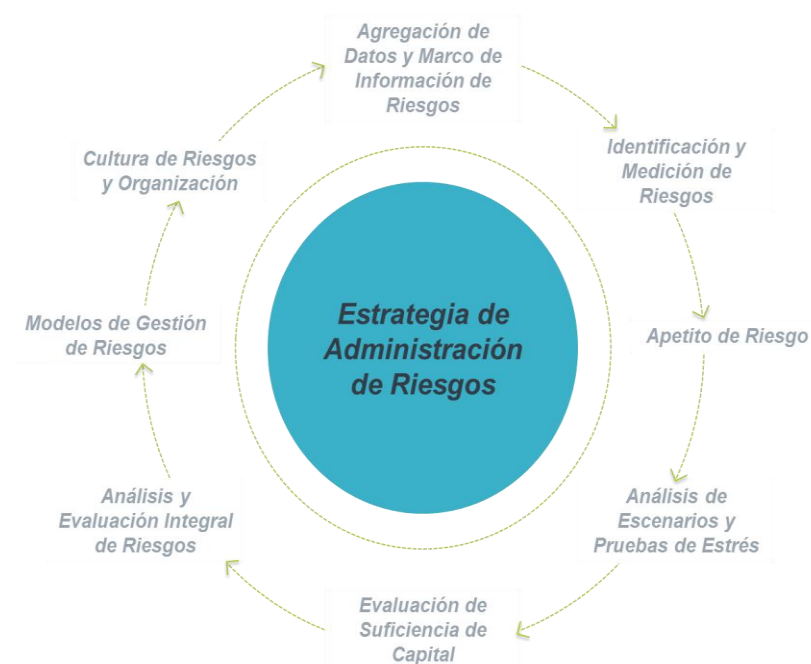 Agregación de
Datos y Marco de
Información de
Riesgos
Identificación y
Medición de
Riesgos
Apetito de Riesgo
Análisis de
Escenarios y
Pruebas de Estrés
Evaluación de
Suficiencia de
Capital
Análisis y
Evaluación Integral
de Riesgos
Modelos de Gestión
de Riesgos
Cultura de Riesgos
y Organización
Estrategia de
Administración
de Riesgos